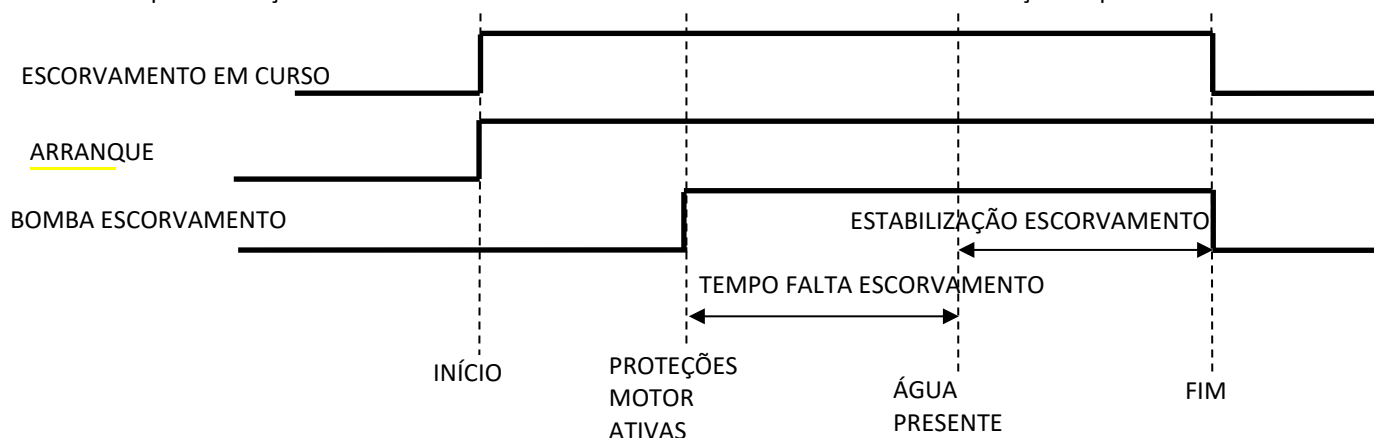 ESCORVAMENTO EM CURSO
ARRANQUE
BOMBA ESCORVAMENTO
ESTABILIZAÇÃO ESCORVAMENTO
TEMPO FALTA ESCORVAMENTO
INÍCIO
PROTEÇÕES
MOTOR
ATIVAS
ÁGUA
PRESENTE
FIM